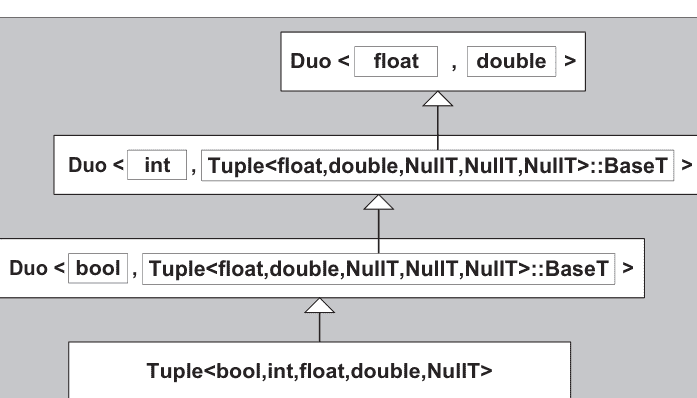 Duo < float , double >
Duo < int , Tuple<float,double,NullT,NullT,NullT>::BaseT >
Duo < bool , Tuple<float,double,NullT,NullT,NullT>::BaseT >
Tuple<bool,int,float,double,NullT>